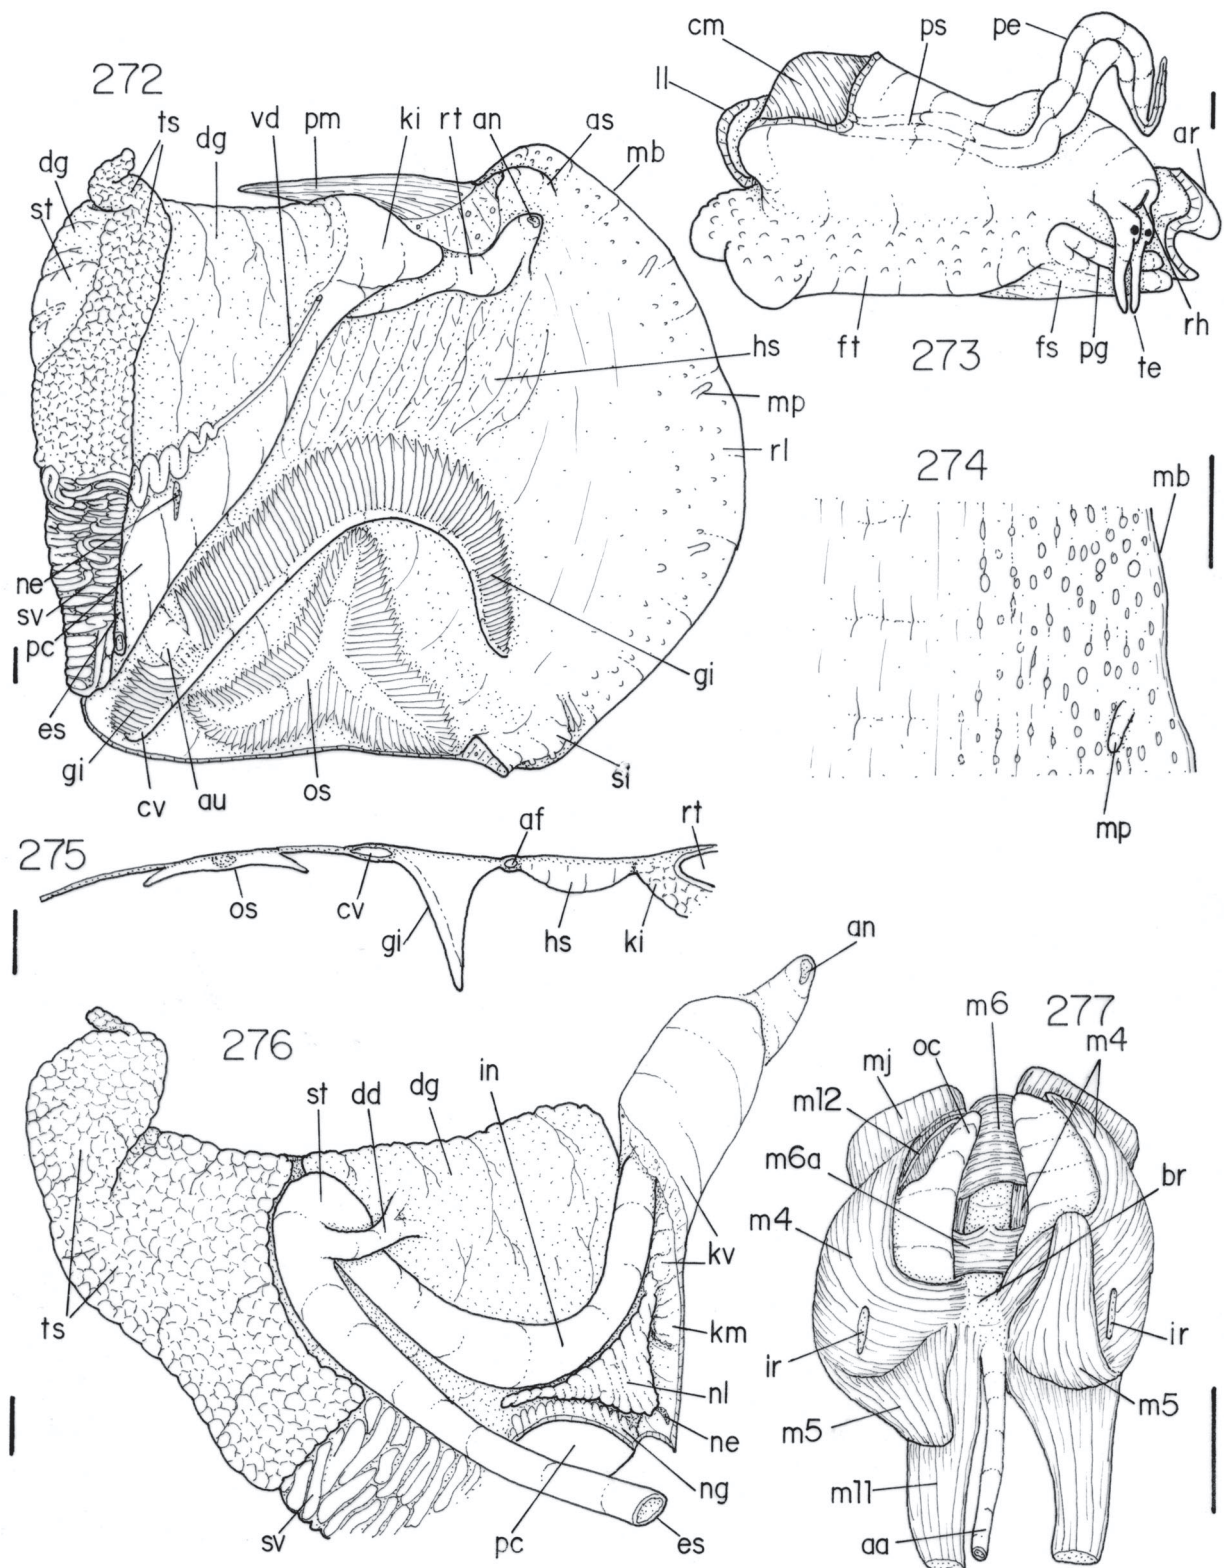 272
ts
vd
pm
ki
rt
an
as
mb
dg
dg
st
hs
mp
rl
ne
sv
pc
es
gi
cv
au
os
gi
si
cm
ps
pe
ll
ar
ft
273
fs
pg
te
rh
274
mb
mp
275
os
cv
gi
af
hs
ki
rt
276
st
dd
dg
in
an
ts
kv
km
nl
ne
ng
sv
pc
es
m6
277
m4
oc
mj
m12
m6a
br
m4
ir
ir
m5
m5
m11
aa